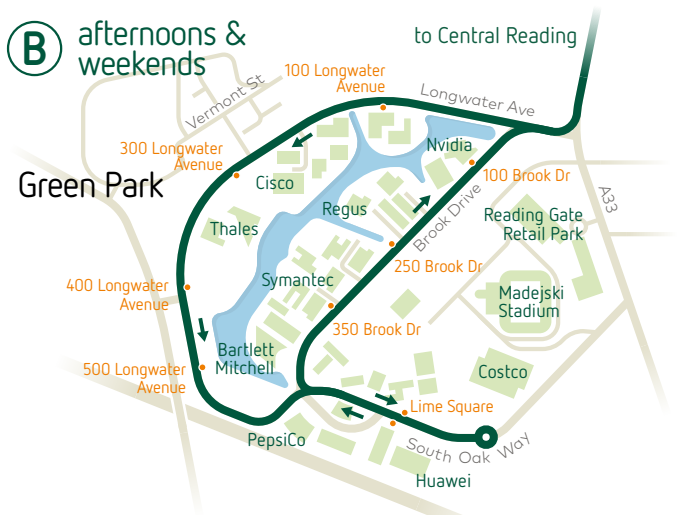 B
afternoons &
weekends
to Central Reading
100 Longwater
Avenue
Longwater Ave
Vermont St
300 Longwater
Avenue
Nvidia
Green Park
Cisco
100 Brook Dr
A33
Regus
Brook Drive
Reading Gate
Retail Park
Thales
250 Brook Dr
Symantec
400 Longwater
Avenue
Madejski
Stadium
350 Brook Dr
Bartlett
Mitchell
500 Longwater
Avenue
Costco
Lime Square
PepsiCo
South Oak Way
Huawei